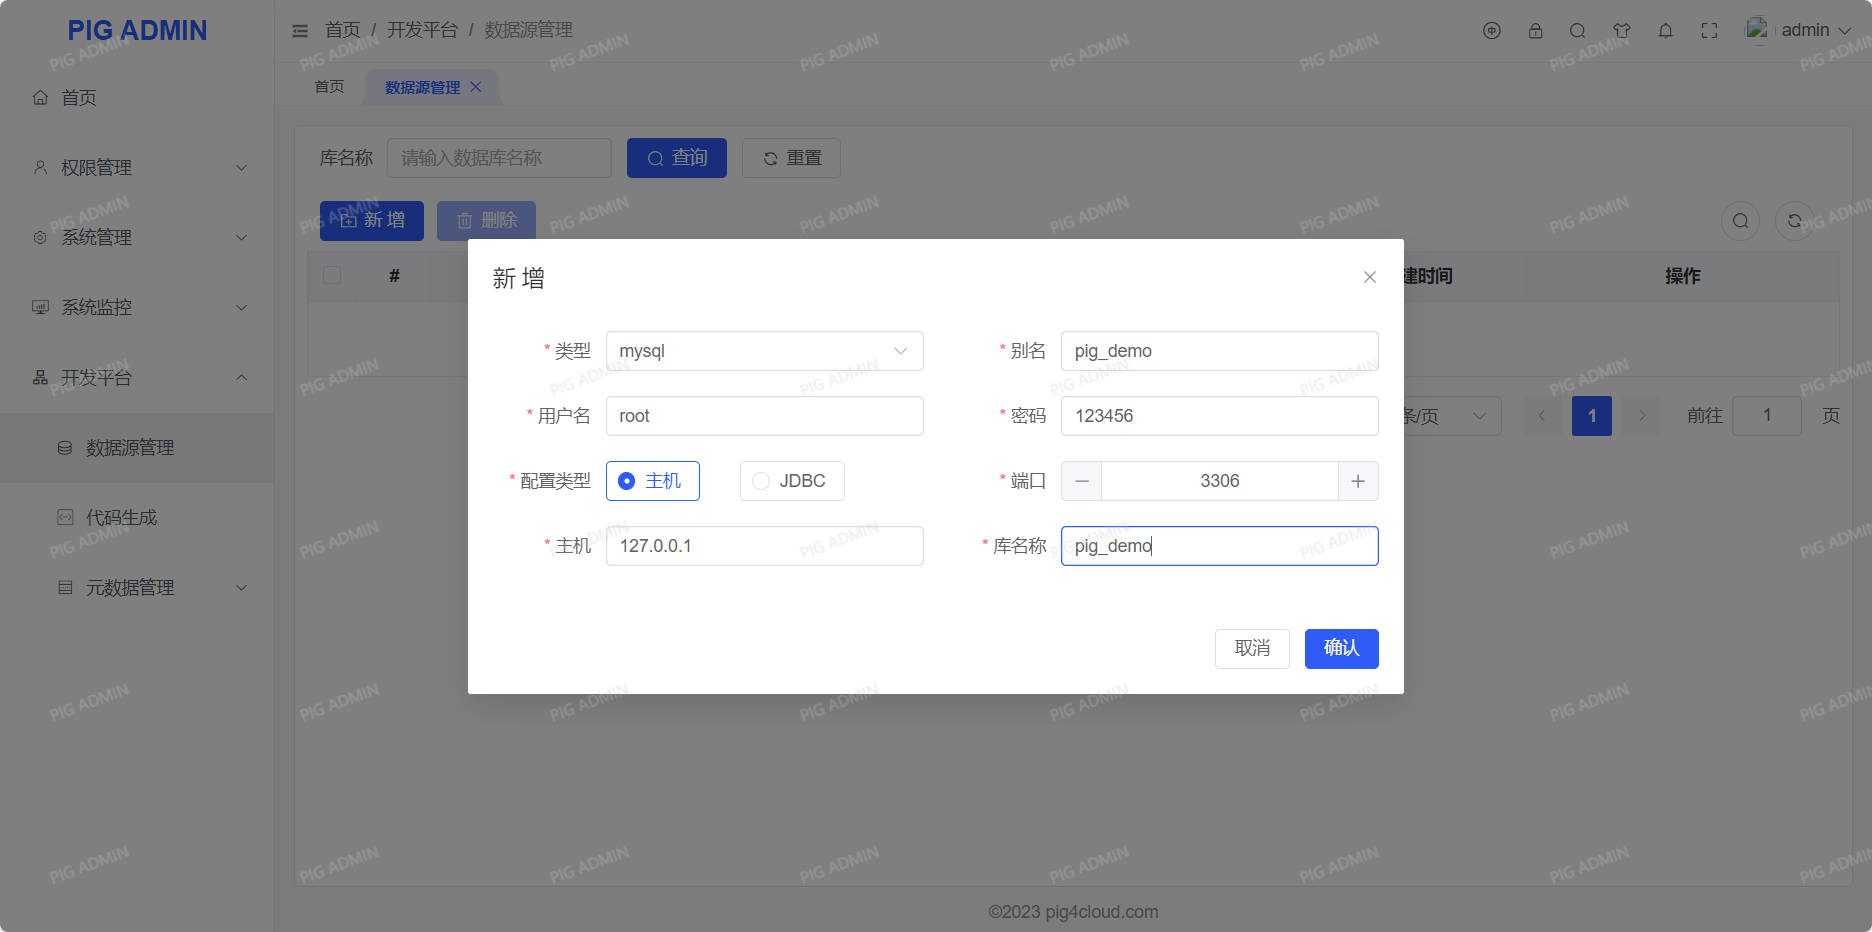 PIG ADMIN
首页 / 开发平台 / 数据源管理
admin
首页
数据源管理
首页
权限管理
系统管理
系统监控
开发平台
数据源管理
代码生成
元数据管理
库名称
请输入数据库名称
查询
重置
新 增
删除
#
建时间
操作
条/页
1
前往
1
页
新 增
* 类型
mysql
* 别名
pig_demo
* 用户名
root
* 密码
123456
* 配置类型
主机
JDBC
* 端口
3306
* 主机
127.0.0.1
* 库名称
pig_demo
取消
确认
©2023 pig4cloud.com